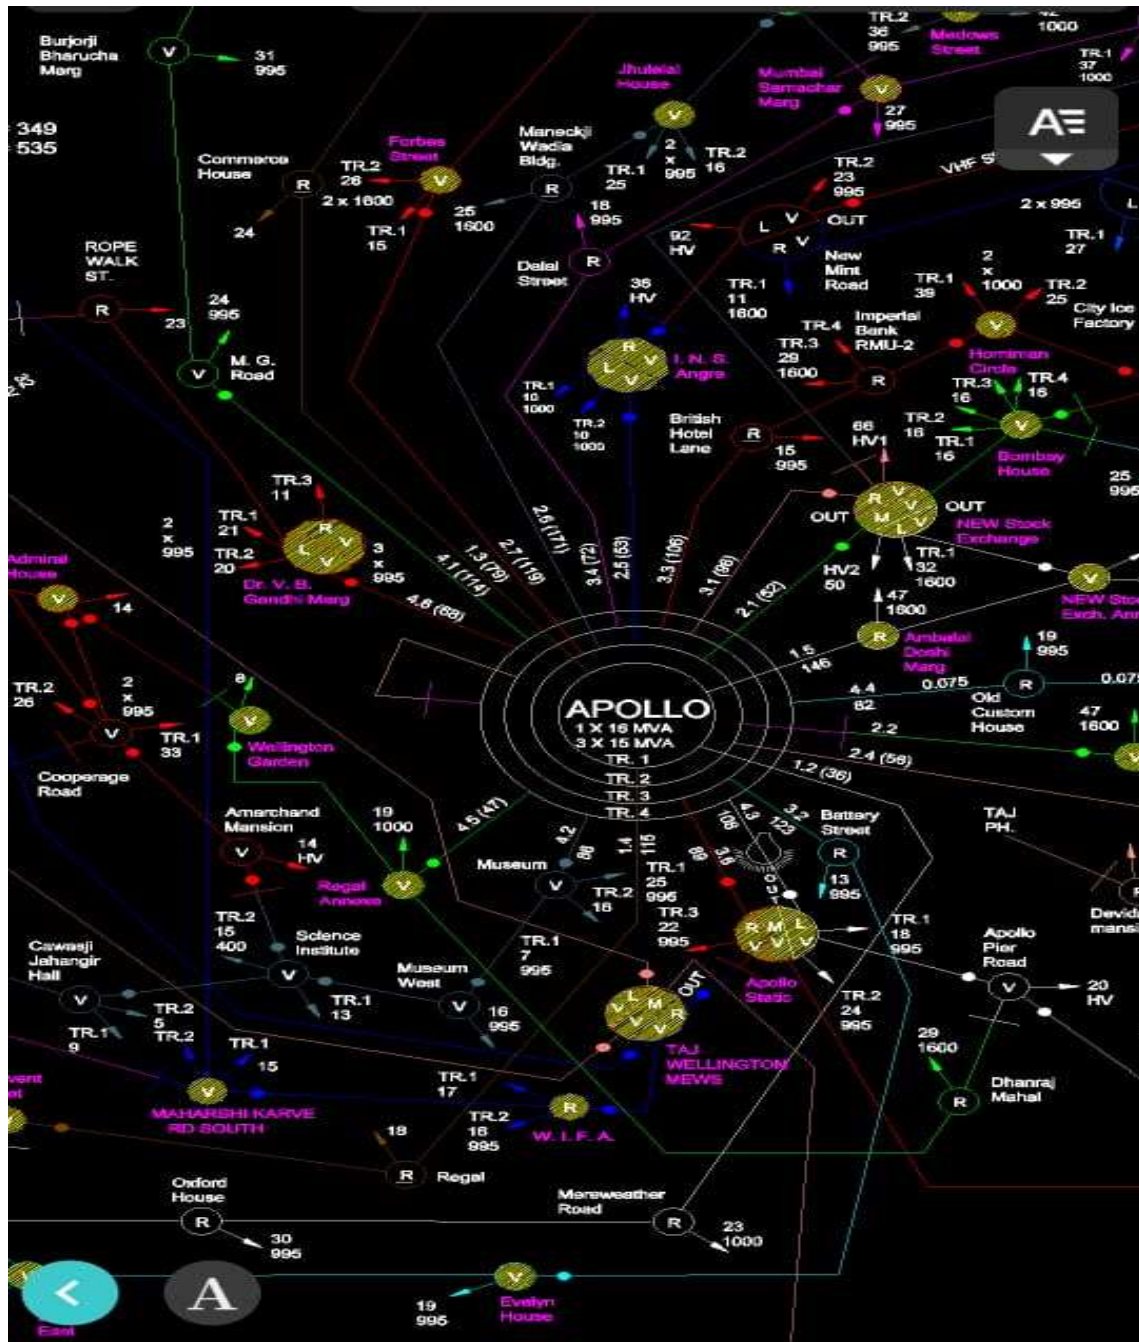 Burjorji
Bharucha
Marg
V
31
995
= 349
= 535
Commerce
House
R
24
TR.2
26
2 x 1600
Forbes
Street
V
TR.1
15
25
1600
Maneckji
Wadia
Bldg.
R
Jhulelal
House
V
2
x
995
TR.1
25
TR.2
16
18
995
Dalal
Street
R
Mumbai
Samachar
Marg
V
27
995
TR.2
36
995
Medows
Street
42
1000
TR.1
37
1000
A
VHF
TR.2
23
995
OUT
L
V
R
V
92
HV
New
Mint
Road
TR.1
11
1600
2 x 995
L
TR.1
27
ROPE
WALK
ST.
R
23
24
995
M. G.
Road
V
36
HV
R
V
L
V
I. N. S.
Angre
TR.1
10
1000
TR.2
10
1000
Imperial
Bank
RMU-2
R
TR.4
TR.3
29
1600
TR.1
39
2
x
1000
TR.2
25
V
Horniman
Circle
City Ice
Factory
British
Hotel
Lane
R
15
995
66
HV1
TR.3
16
TR.4
16
TR.2
16
TR.1
16
V
Bombay
House
25
995
R
V
V
M
L
V
OUT
OUT
NEW Stock
Exchange
HV2
50
TR.1
32
1600
V
NEW Stoc
Exch. Ann
47
1600
R
Ambalal
Doshi
Marg
TR.3
11
TR.1
21
TR.2
20
2
x
995
R
V
L
V
3
x
995
Dr. V. B.
Gandhi Marg
4.6 (68)
4.1 (114)
1.3 (79)
2.7 (119)
2.6 (171)
3.4 (72)
2.5 (53)
3.3 (106)
3.1 (96)
2.1 (62)
1.5
146
4.4
82
0.075
19
995
R
Old
Custom
House
0.075
2.2
47
1600
V
2.4 (56)
1.2 (36)
Admiral
House
V
14
TR.2
26
2
x
995
V
TR.1
33
Cooperage
Road
8
V
Wellington
Garden
APOLLO
1 X 16 MVA
3 X 15 MVA
TR. 1
TR. 2
TR. 3
TR. 4
4.5 (47)
4.2
86
1.4
115
89
3.6
108
4.3
3.2
123
OUT
Battery
Street
R
13
995
TAJ
PH.
R
Amarchand
Mansion
V
14
HV
19
1000
V
Regal
Annexe
Museum
V
TR.2
16
TR.1
7
995
TR.1
25
995
TR.3
22
995
R
M
L
V
V
V
TR.1
18
995
Apollo
Static
TR.2
24
995
Apollo
Pier
Road
V
20
HV
TR.2
15
400
Science
Institute
V
TR.1
13
Cawasji
Jahangir
Hall
V
TR.1
9
TR.2
5
Museum
West
V
16
995
OUT
V
L
M
R
V
V
TAJ
WELLINGTON
MEWS
29
1600
R
Dhanraj
Mahal
TR.2
TR.1
15
V
MAHARSHI KARVE
RD SOUTH
TR.1
17
TR.2
16
995
R
W. I. F. A.
18
R
Regal
Oxford
House
R
30
995
Mereweather
Road
R
23
1000
A
19
995
V
Evelyn
House
East